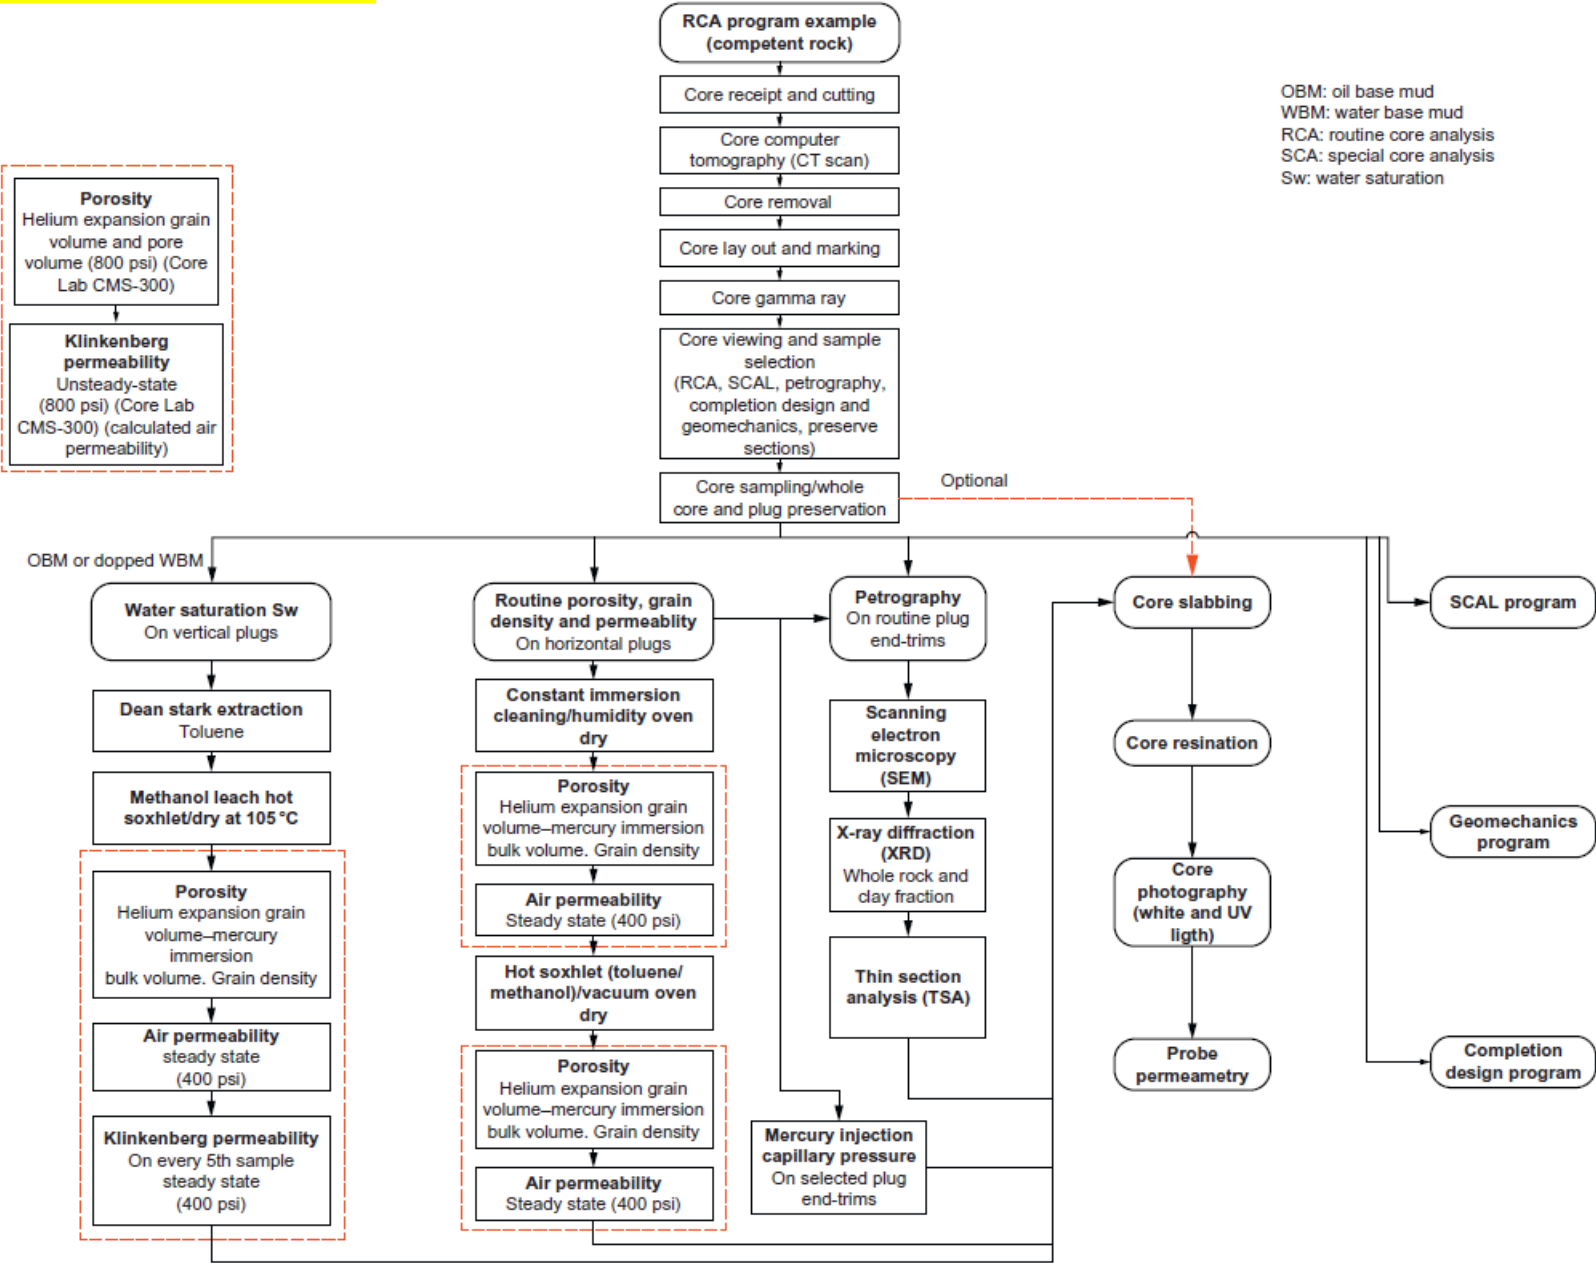 RCA program example
(competent rock)
Core receipt and cutting
Core computer
tomography (CT scan)
Core removal
Core lay out and marking
Core gamma ray
Core viewing and sample
selection
(RCA, SCAL, petrography,
completion design and
geomechanics, preserve
sections)
Core sampling/whole
core and plug preservation
Optional
OBM: oil base mud
WBM: water base mud
RCA: routine core analysis
SCA: special core analysis
Sw: water saturation
Porosity
Helium expansion grain
volume and pore
volume (800 psi) (Core
Lab CMS-300)
Klinkenberg
permeability
Unsteady-state
(800 psi) (Core Lab
CMS-300) (calculated air
permeability)
OBM or dopped WBM
Water saturation Sw
On vertical plugs
Dean stark extraction
Toluene
Methanol leach hot
soxhlet/dry at 105 °C
Porosity
Helium expansion grain
volume–mercury
immersion
bulk volume. Grain density
Air permeability
steady state
(400 psi)
Klinkenberg permeability
On every 5th sample
steady state
(400 psi)
Routine porosity, grain
density and permeablity
On horizontal plugs
Constant immersion
cleaning/humidity oven
dry
Porosity
Helium expansion grain
volume–mercury immersion
bulk volume. Grain density
Air permeability
Steady state (400 psi)
Hot soxhlet (toluene/
methanol)/vacuum oven
dry
Porosity
Helium expansion grain
volume–mercury immersion
bulk volume. Grain density
Air permeability
Steady state (400 psi)
Petrography
On routine plug
end-trims
Scanning
electron
microscopy
(SEM)
X-ray diffraction
(XRD)
Whole rock and
clay fraction
Thin section
analysis (TSA)
Mercury injection
capillary pressure
On selected plug
end-trims
Core slabbing
Core resination
Core
photography
(white and UV
ligth)
Probe
permeametry
SCAL program
Geomechanics
program
Completion
design program